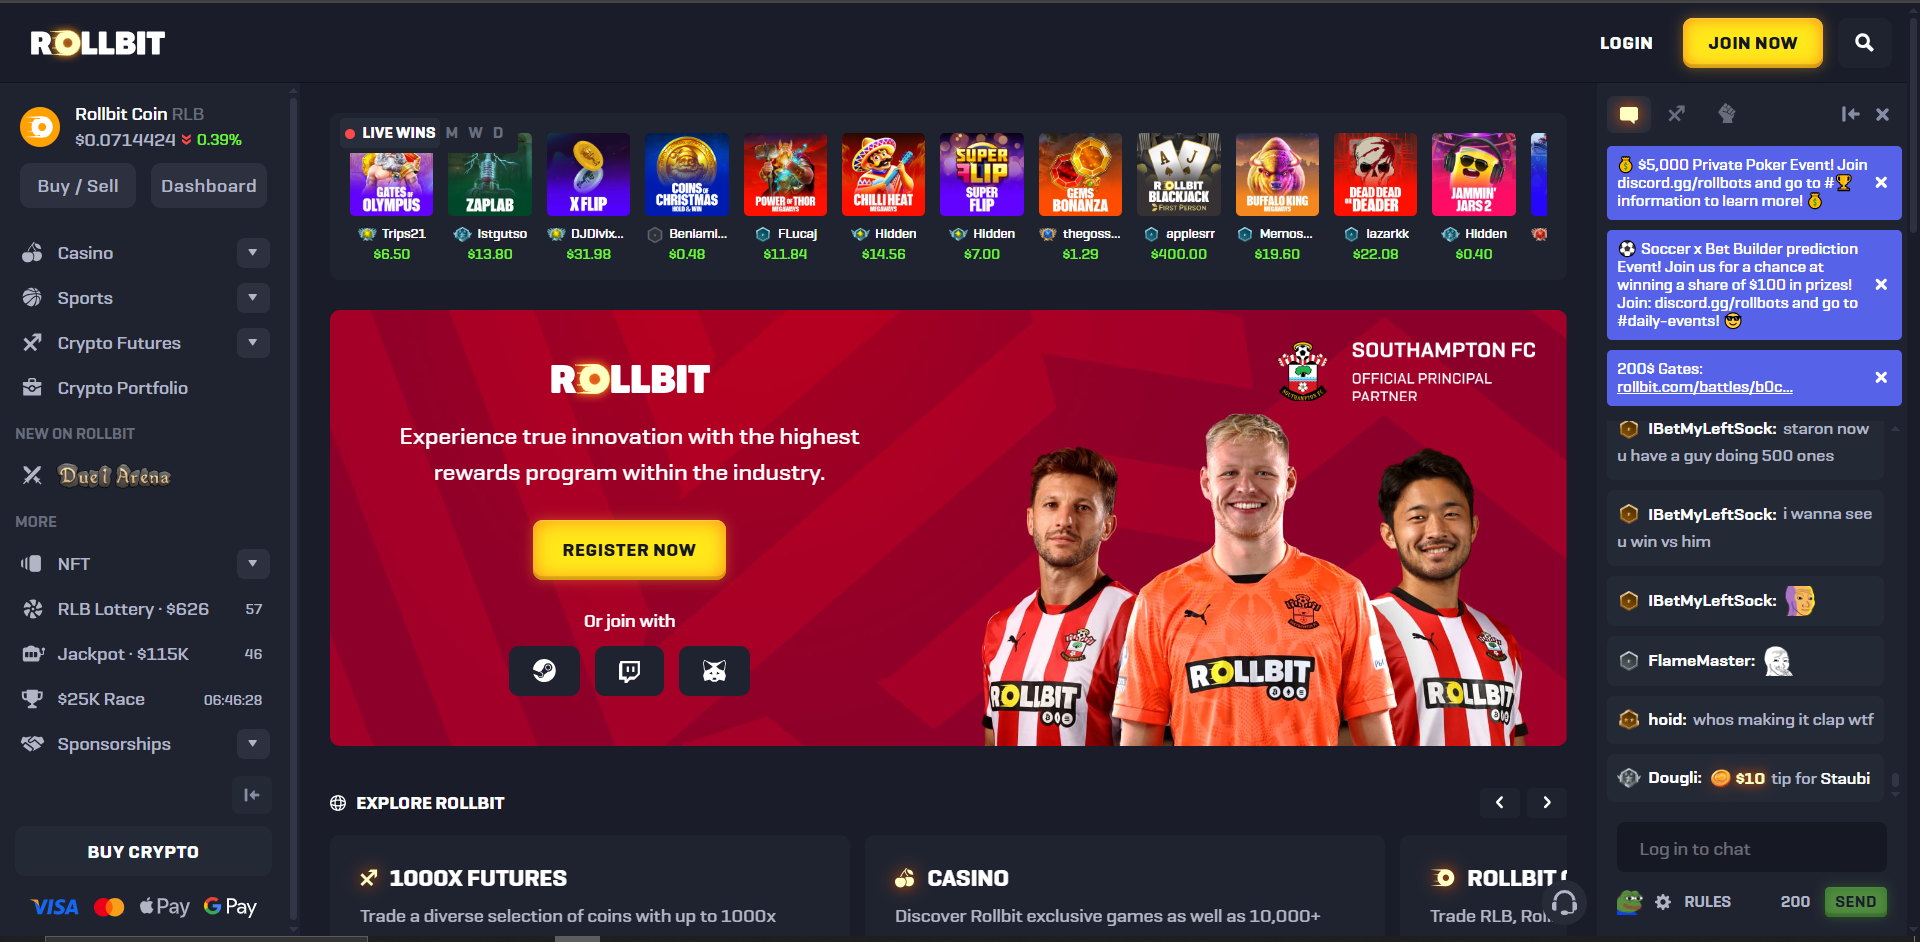 ROLLBIT
LOGIN
JOIN NOW
Rollbit Coin RLB
$0.0714424 0.39%
Buy / Sell
Dashboard
Casino
Sports
Crypto Futures
Crypto Portfolio
NEW ON ROLLBIT
Duel Arena
MORE
NFT
RLB Lottery · $626 57
Jackpot · $115K 46
$25K Race 06:46:28
Sponsorships
BUY CRYPTO
VISA Pay G Pay
LIVE WINS M W D
GATES OF OLYMPUS
ZAPLAB
X FLIP
COINS OF CHRISTMAS HOLD & WIN
POWER OF THOR MEGAWAYS
CHILLI HEAT MEGAWAYS
SUPER FLIP SUPER FLIP
GEMS BONANZA
A J ROLLBIT BLACKJACK FIRST PERSON
BUFFALO KING MEGAWAYS
DEAD DEAD OR DEADER
JAMMIN' JARS 2
Trips21
Istgutso
DJDivix...
Benjami...
FLucaj
Hidden
Hidden
thegoss...
applesrr
Memos...
lazarkk
Hidden
$6.50
$13.80
$31.98
$0.48
$11.84
$14.56
$7.00
$1.29
$400.00
$19.60
$22.08
$0.40
ROLLBIT
Experience true innovation with the highest
rewards program within the industry.
REGISTER NOW
Or join with
SOUTHAMPTON FC
OFFICIAL PRINCIPAL
PARTNER
ROLLBIT
ROLLBIT
ROLLBIT
EXPLORE ROLLBIT
1000X FUTURES
Trade a diverse selection of coins with up to 1000x
CASINO
Discover Rollbit exclusive games as well as 10,000+
ROLLBIT
Trade RLB, Rol
$5,000 Private Poker Event! Join
discord.gg/rollbots and go to #
information to learn more!
Soccer x Bet Builder prediction
Event! Join us for a chance at
winning a share of $100 in prizes!
Join: discord.gg/rollbots and go to
#daily-events!
200$ Gates:
rollbit.com/battles/b0c...
IBetMyLeftSock: staron now
u have a guy doing 500 ones
IBetMyLeftSock: i wanna see
u win vs him
IBetMyLeftSock:
FlameMaster:
hoid: whos making it clap wtf
Dougli: $10 tip for Staubi
Log in to chat
RULES 200 SEND